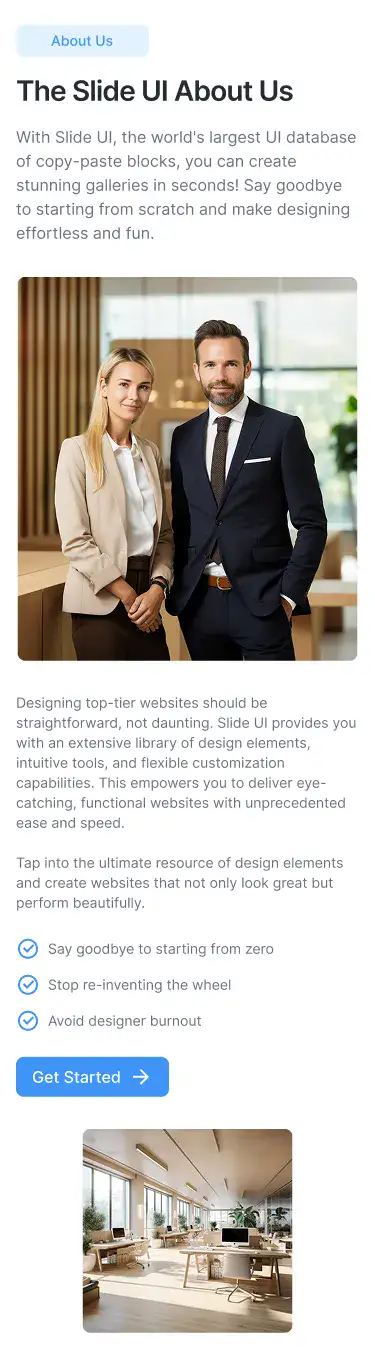 About Us
The Slide UI About Us
With Slide UI, the world's largest UI database
of copy-paste blocks, you can create
stunning galleries in seconds! Say goodbye
to starting from scratch and make designing
effortless and fun.
Designing top-tier websites should be
straightforward, not daunting. Slide UI provides you
with an extensive library of design elements,
intuitive tools, and flexible customization
capabilities. This empowers you to deliver eye-
catching, functional websites with unprecedented
ease and speed.
Tap into the ultimate resource of design elements
and create websites that not only look great but
perform beautifully.
Say goodbye to starting from zero
Stop re-inventing the wheel
Avoid designer burnout
Get Started